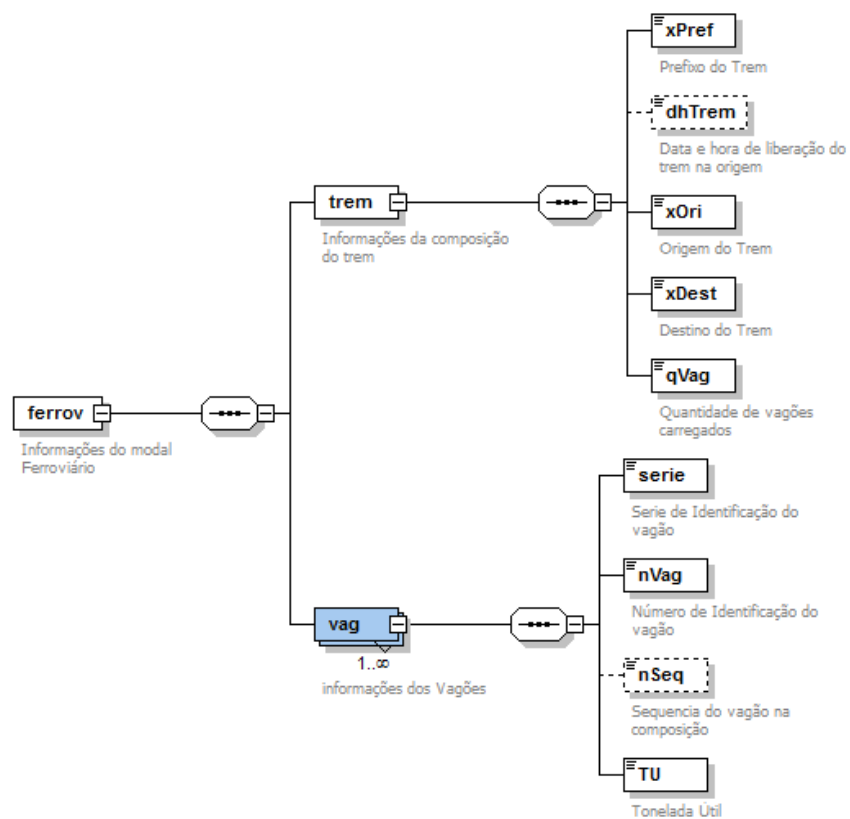 xPref
Prefixo do Trem
dhTrem
Data e hora de liberação do
trem na origem
trem
Informações da composição
do trem
xOri
Origem do Trem
xDest
Destino do Trem
qVag
Quantidade de vagões
carregados
ferrov
Informações do modal
Ferroviário
serie
Serie de Identificação do
vagão
nVag
Número de Identificação do
vagão
vag
1..∞
informações dos Vagões
nSeq
Sequencia do vagão na
composição
TU
Tonelada Útil